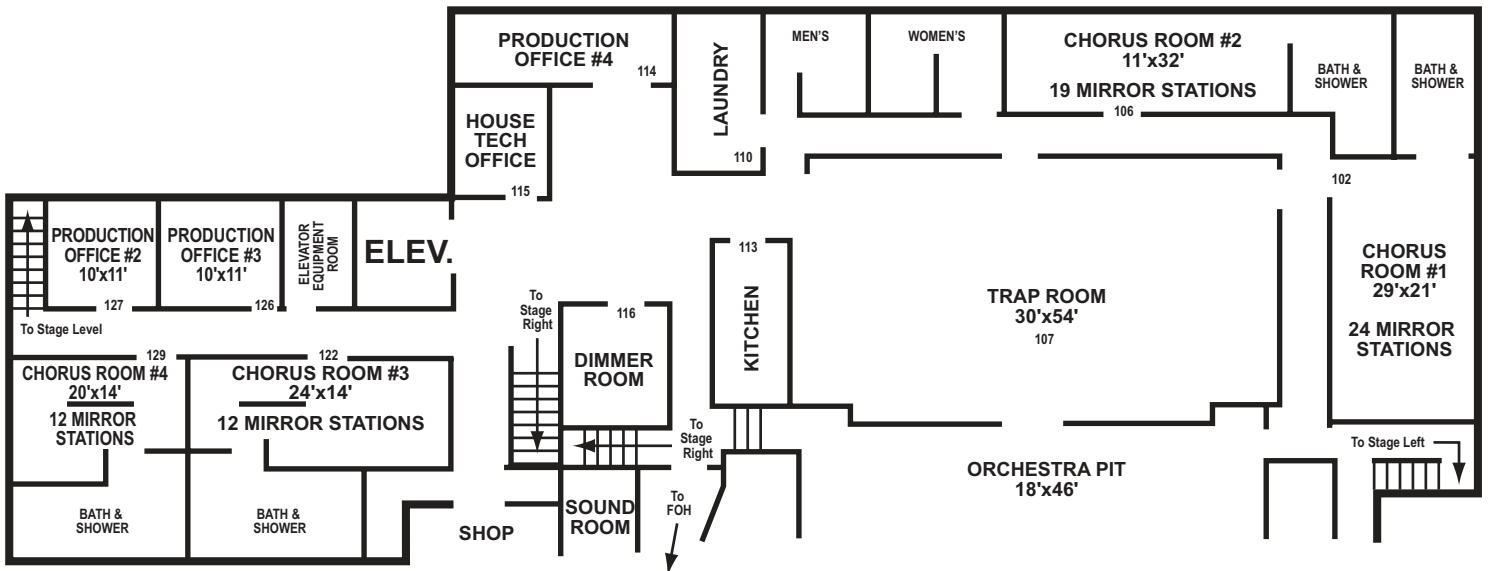 PRODUCTION
OFFICE #4
114
LAUNDRY
110
MEN'S
WOMEN'S
CHORUS ROOM #2
11'x32'
19 MIRROR STATIONS
106
BATH &
SHOWER
BATH &
SHOWER
HOUSE
TECH
OFFICE
115
102
PRODUCTION
OFFICE #2
10'x11'
127
PRODUCTION
OFFICE #3
10'x11'
126
ELEVATOR
EQUIPMENT
ROOM
ELEV.
To Stage Level
113
KITCHEN
TRAP ROOM
30'x54'
107
CHORUS
ROOM #1
29'x21'
24 MIRROR
STATIONS
To
Stage
Right
116
DIMMER
ROOM
129
CHORUS ROOM #4
20'x14'
12 MIRROR
STATIONS
122
CHORUS ROOM #3
24'x14'
12 MIRROR STATIONS
To
Stage
Right
To Stage Left
ORCHESTRA PIT
18'x46'
BATH &
SHOWER
BATH &
SHOWER
SHOP
SOUND
ROOM
To
FOH